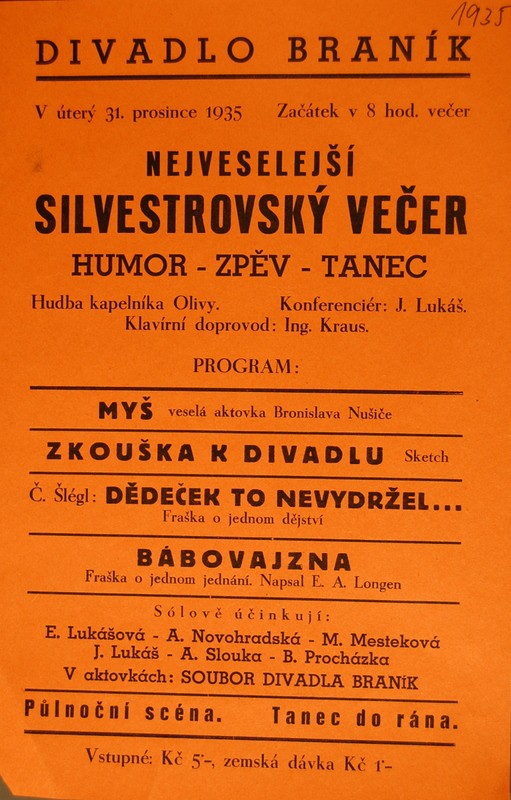 1935
DIVADLO BRANÍK
V úterý 31. prosince 1935 Začátek v 8 hod. večer
NEJVESELEJŠÍ
SILVESTROVSKÝ VEČER
HUMOR - ZPĚV - TANEC
Hudba kapelníka Olivy. Konferenciér: J. Lukáš.
Klavírní doprovod: Ing. Kraus.
PROGRAM:
MYŠ veselá aktovka Bronislava Nušiče
ZKOUŠKA K DIVADLU Sketch
Č. Šlégl: DĚDEČEK TO NEVYDRŽEL...
Fraška o jednom dějství
BÁBOVAJZNA
Fraška o jednom jednání. Napsal E. A. Longen
Sólově účinkují:
E. Lukášová - A. Novohradská - M. Mesteková
J. Lukáš - A. Slouka - B. Procházka
V aktovkách: SOUBOR DIVADLA BRANÍK
Půlnoční scéna. Tanec do rána.
Vstupné: Kč 5·-, zemská dávka Kč 1·-